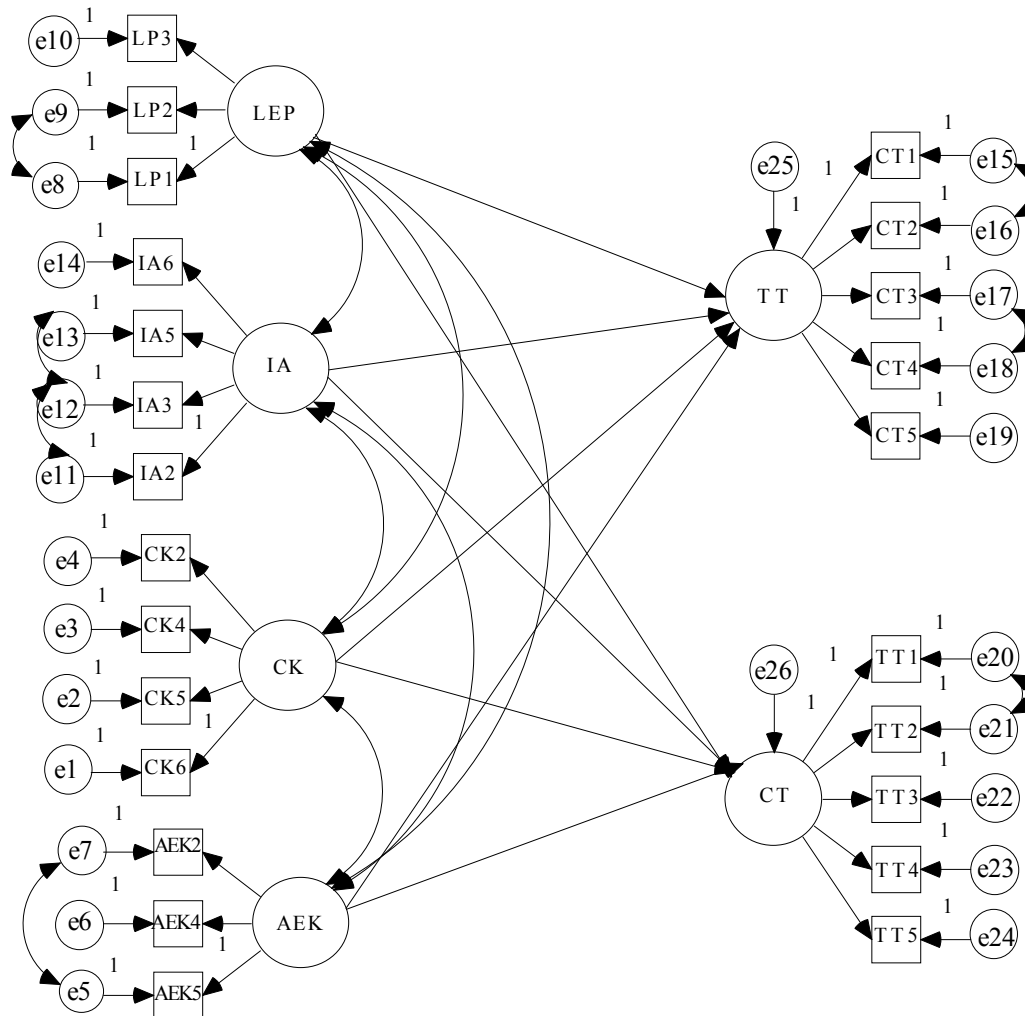 e10 1 LP3
e9 1 LP2
e8 1 LP1 1
LEP
e14 1 IA6
e13 1 IA5
e12 1 IA3
e11 1 IA2 1
IA
e4 1 CK2
e3 1 CK4
e2 1 CK5
e1 1 CK6 1
CK
e7 1 AEK2
e6 1 AEK4
e5 1 AEK5 1
AEK
e25
1
TT
1 CT1 1 e15
CT2 1 e16
CT3 1 e17
CT4 1 e18
CT5 1 e19
e26
1
CT
1 TT1 1 e20
TT2 1 e21
TT3 1 e22
TT4 1 e23
TT5 1 e24